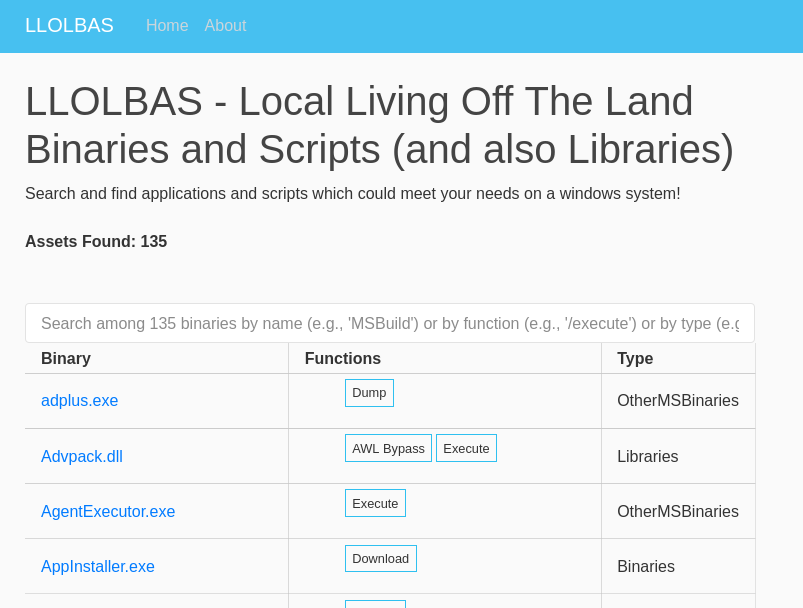 LLOLBAS Home About
LLOLBAS - Local Living Off The Land
Binaries and Scripts (and also Libraries)
Search and find applications and scripts which could meet your needs on a windows system!
Assets Found: 135
Search among 135 binaries by name (e.g., 'MSBuild') or by function (e.g., '/execute') or by type (e.g
Binary Functions Type
adplus.exe Dump OtherMSBinaries
Advpack.dll AWL Bypass Execute Libraries
AgentExecutor.exe Execute OtherMSBinaries
AppInstaller.exe Download Binaries